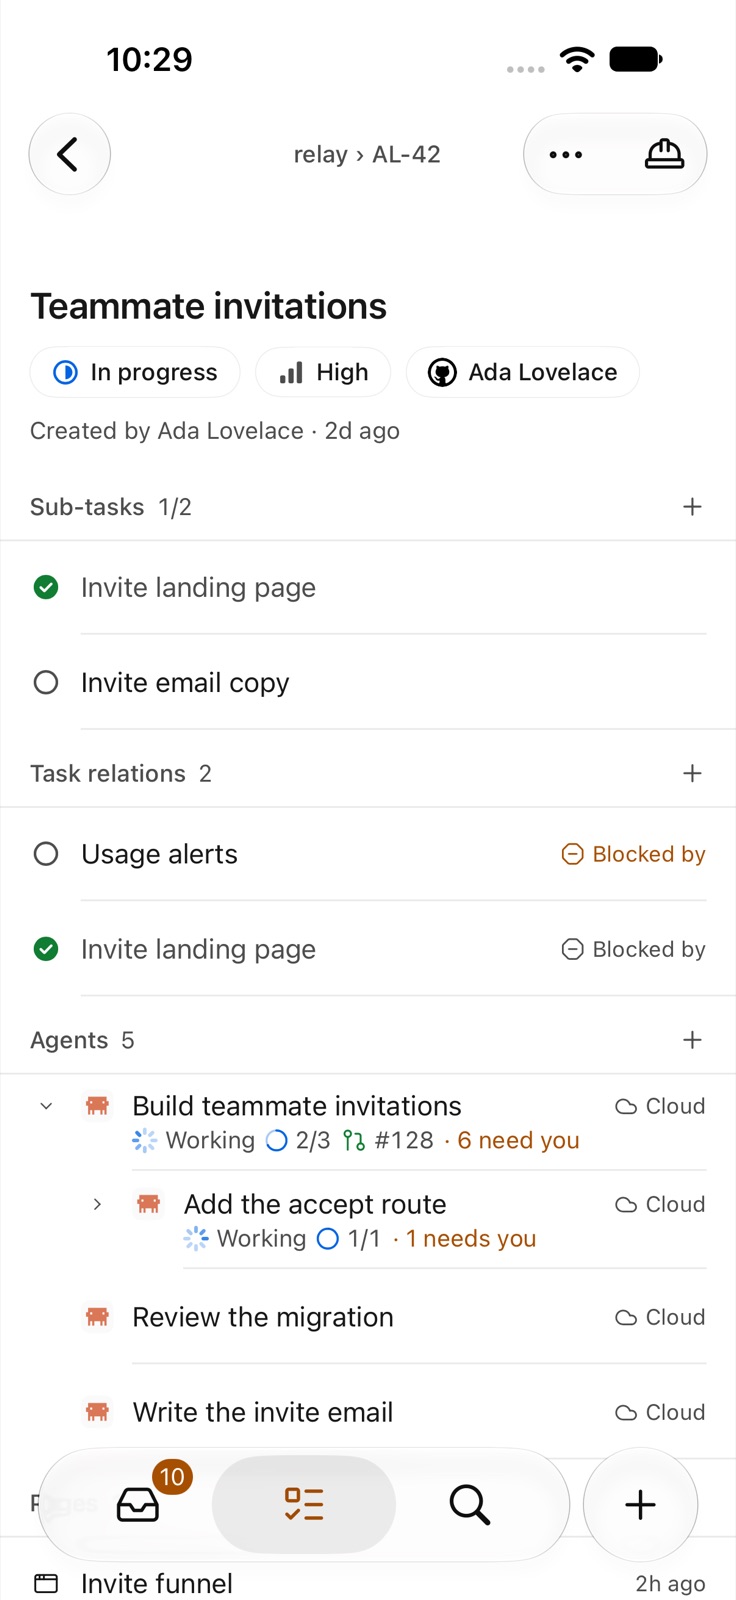 10:29
relay › AL-42
Teammate invitations
In progress
High
Ada Lovelace
Created by Ada Lovelace · 2d ago
Sub-tasks 1/2
Invite landing page
Invite email copy
Task relations 2
Usage alerts
Blocked by
Invite landing page
Blocked by
Agents 5
Build teammate invitations
Cloud
Working 2/3 #128 · 6 need you
Add the accept route
Cloud
Working 1/1 · 1 needs you
Review the migration
Cloud
Write the invite email
Cloud
10
Pages
Invite funnel
2h ago